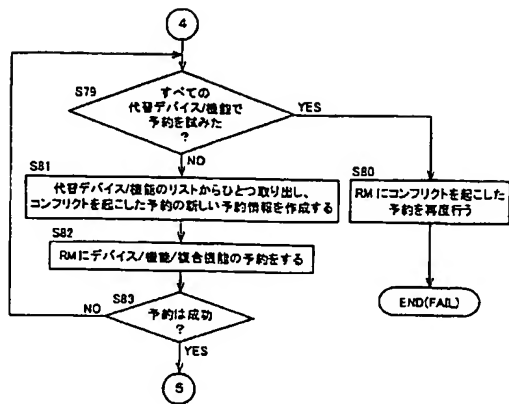 4
S79
すべての
代替デバイス/機能で
予約を試みた
?
YES
NO
S81
代替デバイス/機能のリストからひとつ取り出し、
コンフリクトを起こした予約の新しい予約情報を作成する
S80
RMにコンフリクトを起こした
予約を再度行う
S82
RMにデバイス/機能/複合機能の予約をする
END(FAIL)
S83
NO
予約は成功
?
YES
5